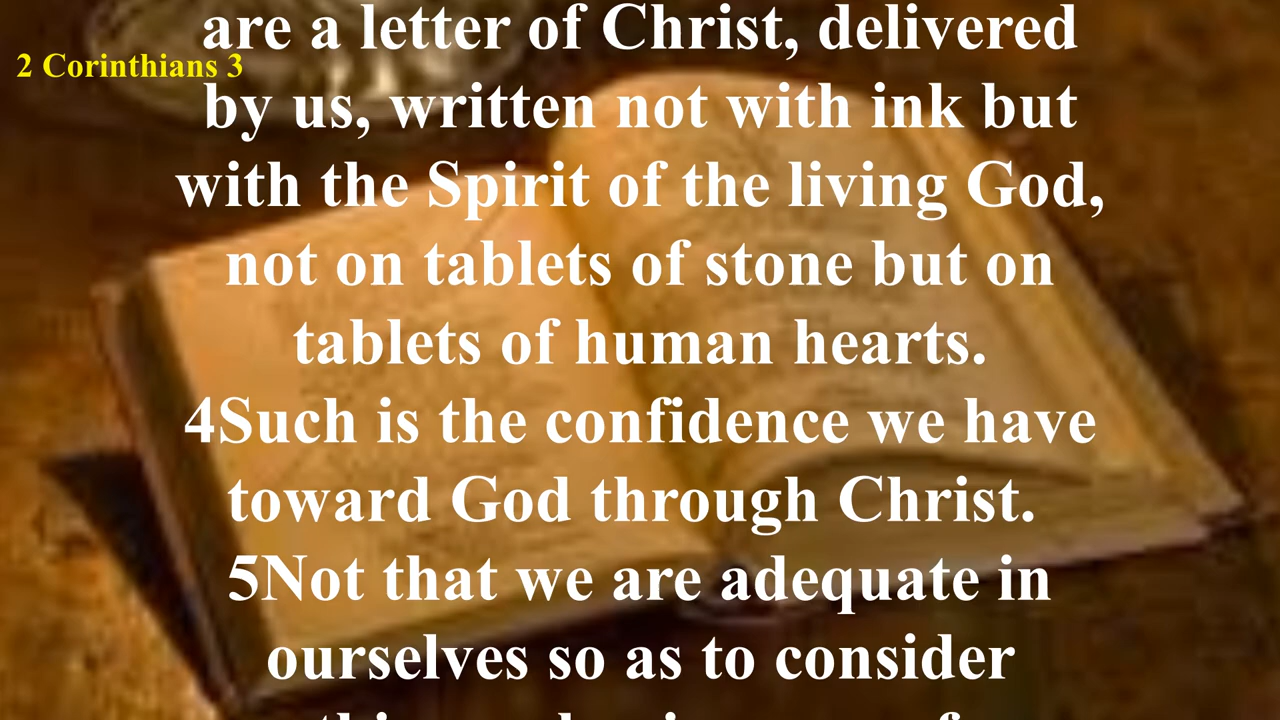 are a letter of Christ, delivered
2 Corinthians 3
by us, written not with ink but
with the Spirit of the living God,
not on tablets of stone but on
tablets of human hearts.
4Such is the confidence we have
toward God through Christ.
5Not that we are adequate in
ourselves so as to consider